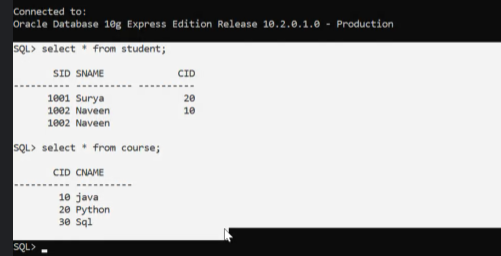 Connected to:
Oracle Database 10g Express Edition Release 10.2.0.1.0 - Production
SQL> select * from student;
SID SNAME CID
---------- ---------- ----------
1001 Surya 20
1002 Naveen 10
1002 Naveen
SQL> select * from course;
CID CNAME
---------- ----------
10 java
20 Python
30 Sql
SQL>